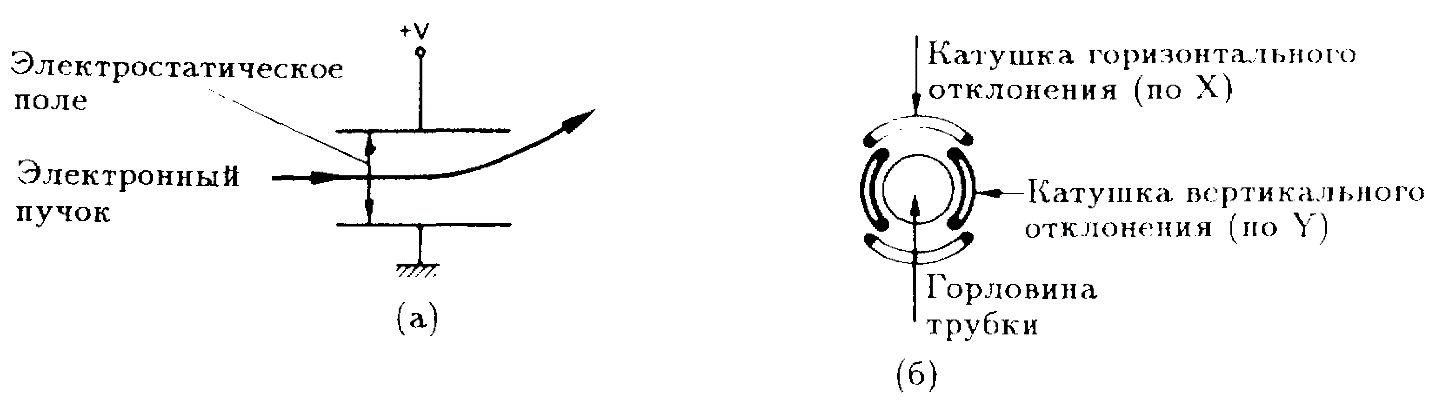 +V
Электростатическое
поле
Электронный
пучок
(а)
Катушка горизонтального
отклонения (по X)
Катушка вертикального
отклонения (по Y)
Горловина
трубки
(б)